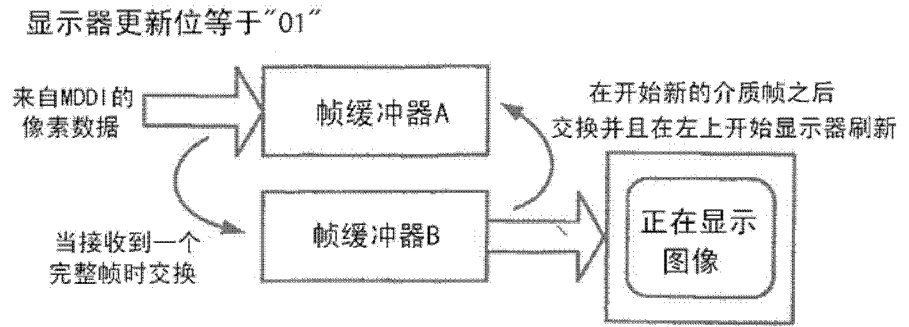 显示器更新位等于"01"
来自MDDI的
像素数据
帧缓冲器A
在开始新的介质帧之后
交换并且在左上开始显示器刷新
当接收到一个
完整帧时交换
帧缓冲器B
正在显示
图像